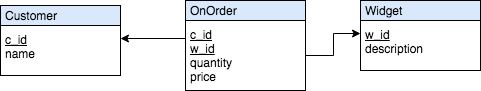 Customer
c_id
name
OnOrder
c_id
w_id
quantity
price
Widget
w_id
description